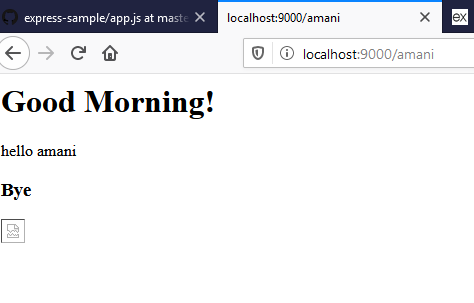 express-sample/app.js at maste
localhost:9000/amani
ex
localhost:9000/amani
Good Morning!
hello amani
Bye